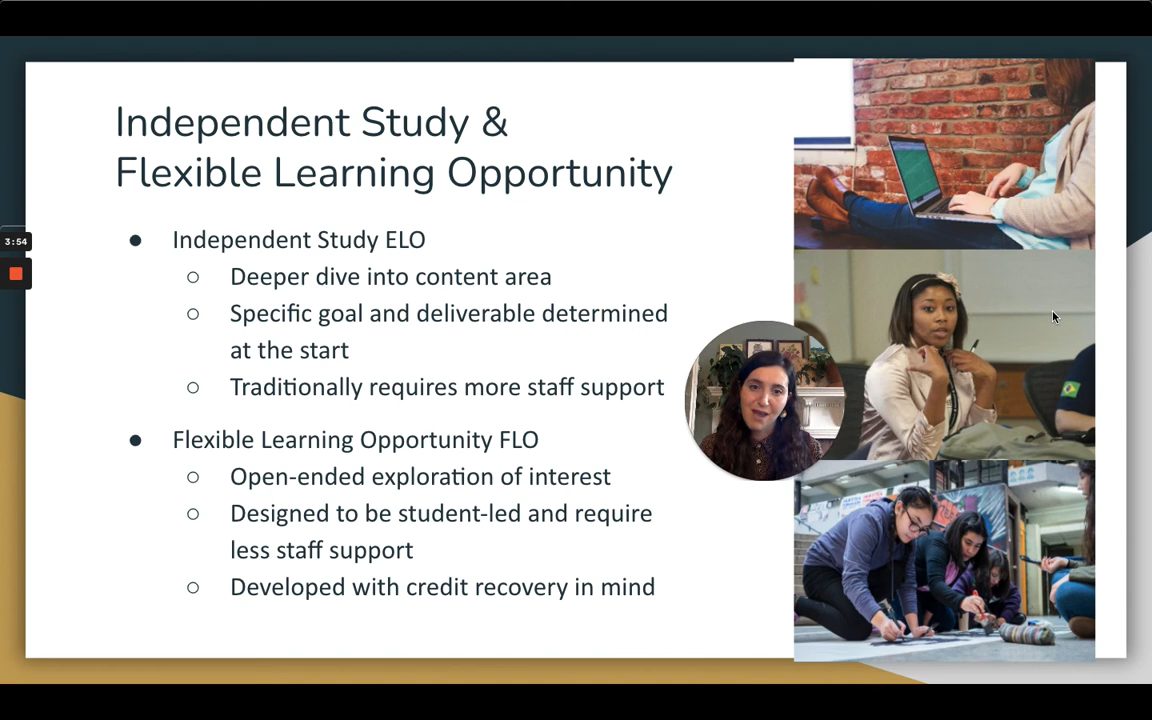 Independent Study &
Flexible Learning Opportunity
● Independent Study ELO
○ Deeper dive into content area
○ Specific goal and deliverable determined
at the start
○ Traditionally requires more staff support
● Flexible Learning Opportunity FLO
○ Open-ended exploration of interest
○ Designed to be student-led and require
less staff support
○ Developed with credit recovery in mind
3:54